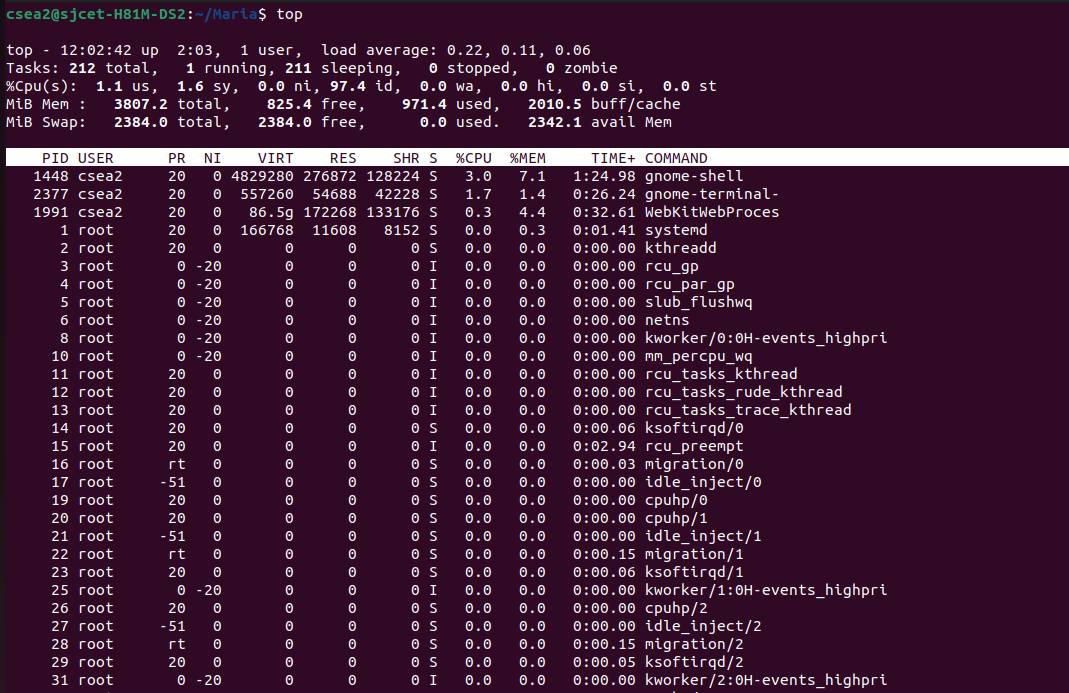 csea2@sjcet-H81M-DS2:~/Maria$ top
top - 12:02:42 up  2:03,  1 user,  load average: 0.22, 0.11, 0.06
Tasks: 212 total,   1 running, 211 sleeping,   0 stopped,   0 zombie
%Cpu(s):  1.1 us,  1.6 sy,  0.0 ni, 97.4 id,  0.0 wa,  0.0 hi,  0.0 si,  0.0 st
MiB Mem :   3807.2 total,    825.4 free,    971.4 used,   2010.5 buff/cache
MiB Swap:   2384.0 total,   2384.0 free,      0.0 used.   2342.1 avail Mem
    PID USER      PR  NI    VIRT    RES    SHR S  %CPU  %MEM     TIME+ COMMAND
   1448 csea2     20   0 4829280 276872 128224 S   3.0   7.1   1:24.98 gnome-shell
   2377 csea2     20   0  557260  54688  42228 S   1.7   1.4   0:26.24 gnome-terminal-
   1991 csea2     20   0   86.5g 172268 133176 S   0.3   4.4   0:32.61 WebKitWebProces
      1 root      20   0  166768  11608   8152 S   0.0   0.3   0:01.41 systemd
      2 root      20   0       0      0      0 S   0.0   0.0   0:00.00 kthreadd
      3 root       0 -20       0      0      0 I   0.0   0.0   0:00.00 rcu_gp
      4 root       0 -20       0      0      0 I   0.0   0.0   0:00.00 rcu_par_gp
      5 root       0 -20       0      0      0 I   0.0   0.0   0:00.00 slub_flushwq
      6 root       0 -20       0      0      0 I   0.0   0.0   0:00.00 netns
      8 root       0 -20       0      0      0 I   0.0   0.0   0:00.00 kworker/0:0H-events_highpri
     10 root       0 -20       0      0      0 I   0.0   0.0   0:00.00 mm_percpu_wq
     11 root      20   0       0      0      0 I   0.0   0.0   0:00.00 rcu_tasks_kthread
     12 root      20   0       0      0      0 I   0.0   0.0   0:00.00 rcu_tasks_rude_kthread
     13 root      20   0       0      0      0 I   0.0   0.0   0:00.00 rcu_tasks_trace_kthread
     14 root      20   0       0      0      0 S   0.0   0.0   0:00.06 ksoftirqd/0
     15 root      20   0       0      0      0 I   0.0   0.0   0:02.94 rcu_preempt
     16 root      rt   0       0      0      0 S   0.0   0.0   0:00.03 migration/0
     17 root     -51   0       0      0      0 S   0.0   0.0   0:00.00 idle_inject/0
     19 root      20   0       0      0      0 S   0.0   0.0   0:00.00 cpuhp/0
     20 root      20   0       0      0      0 S   0.0   0.0   0:00.00 cpuhp/1
     21 root     -51   0       0      0      0 S   0.0   0.0   0:00.00 idle_inject/1
     22 root      rt   0       0      0      0 S   0.0   0.0   0:00.15 migration/1
     23 root      20   0       0      0      0 S   0.0   0.0   0:00.06 ksoftirqd/1
     25 root       0 -20       0      0      0 I   0.0   0.0   0:00.00 kworker/1:0H-events_highpri
     26 root      20   0       0      0      0 S   0.0   0.0   0:00.00 cpuhp/2
     27 root     -51   0       0      0      0 S   0.0   0.0   0:00.00 idle_inject/2
     28 root      rt   0       0      0      0 S   0.0   0.0   0:00.15 migration/2
     29 root      20   0       0      0      0 S   0.0   0.0   0:00.05 ksoftirqd/2
     31 root       0 -20       0      0      0 I   0.0   0.0   0:00.00 kworker/2:0H-events_highpri